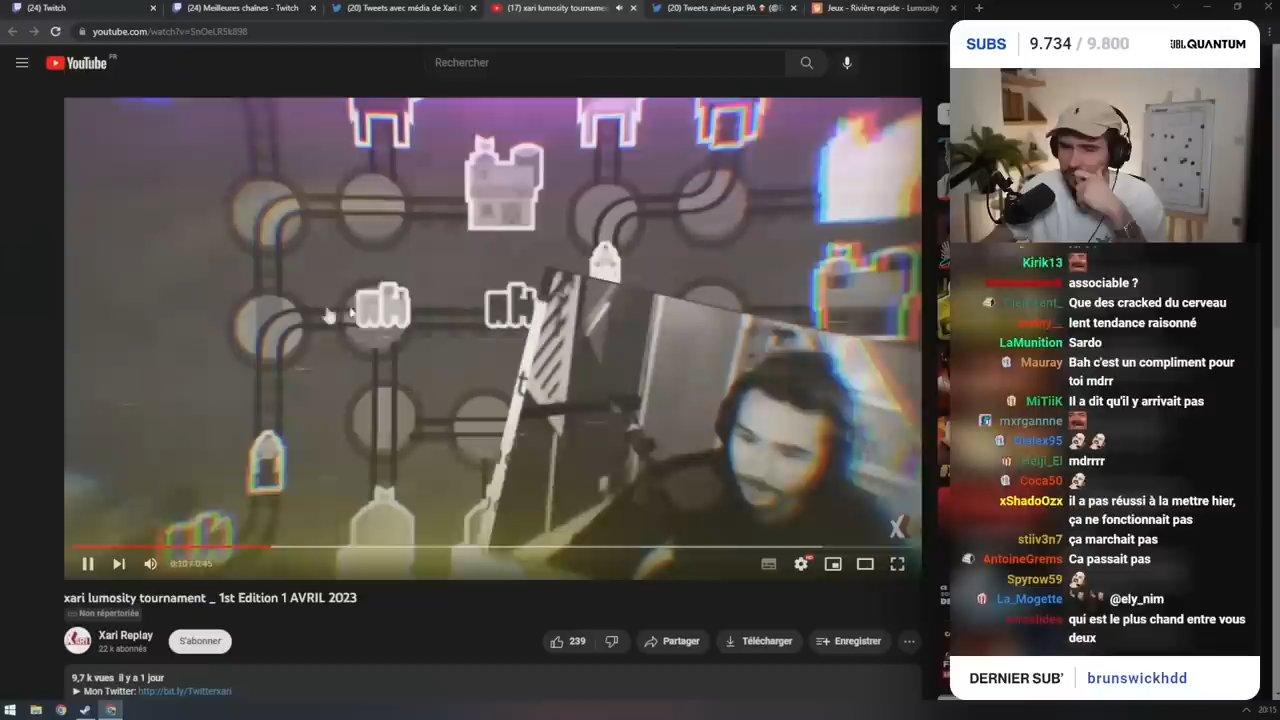 (24) Twitch
(24) Meilleures chaînes - Twitch
(20) Tweets avec média de Xari
(17) xari lumosity tourname
(20) Tweets aimés par PA
Jeux - Rivière rapide - Lumosity
youtube.com/watch?v=SnOeLR5k898
YouTube FR
Rechercher
SUBS 9.734 / 9.800 JBL QUANTUM
Kirik13
associable ?
Que des cracked du cerveau
lent tendance raisonné
LaMunition Sardo
Mauray Bah c'est un compliment pour
toi mdrr
MiTiiK Il a dit qu'il y arrivait pas
mxrgannne
Dialex95
Heiji_Ei mdrrrr
Coca50
xShadoOzx il a pas réussi à la mettre hier,
ça ne fonctionnait pas
stiiv3n7 ça marchait pas
AntoineGrems Ca passait pas
Spyrow59
La_Mogette @ely_nim
qui est le plus chand entre vous
deux
DERNIER SUB' brunswickhdd
X
0:10 / 0:45
xari lumosity tournament _ 1st Edition 1 AVRIL 2023
Non répertoriée
XARI
Xari Replay
22 k abonnés
S'abonner
239
Partager
Télécharger
Enregistrer
9,7 k vues il y a 1 jour
► Mon Twitter: http://bit.ly/Twitterxari
20:15